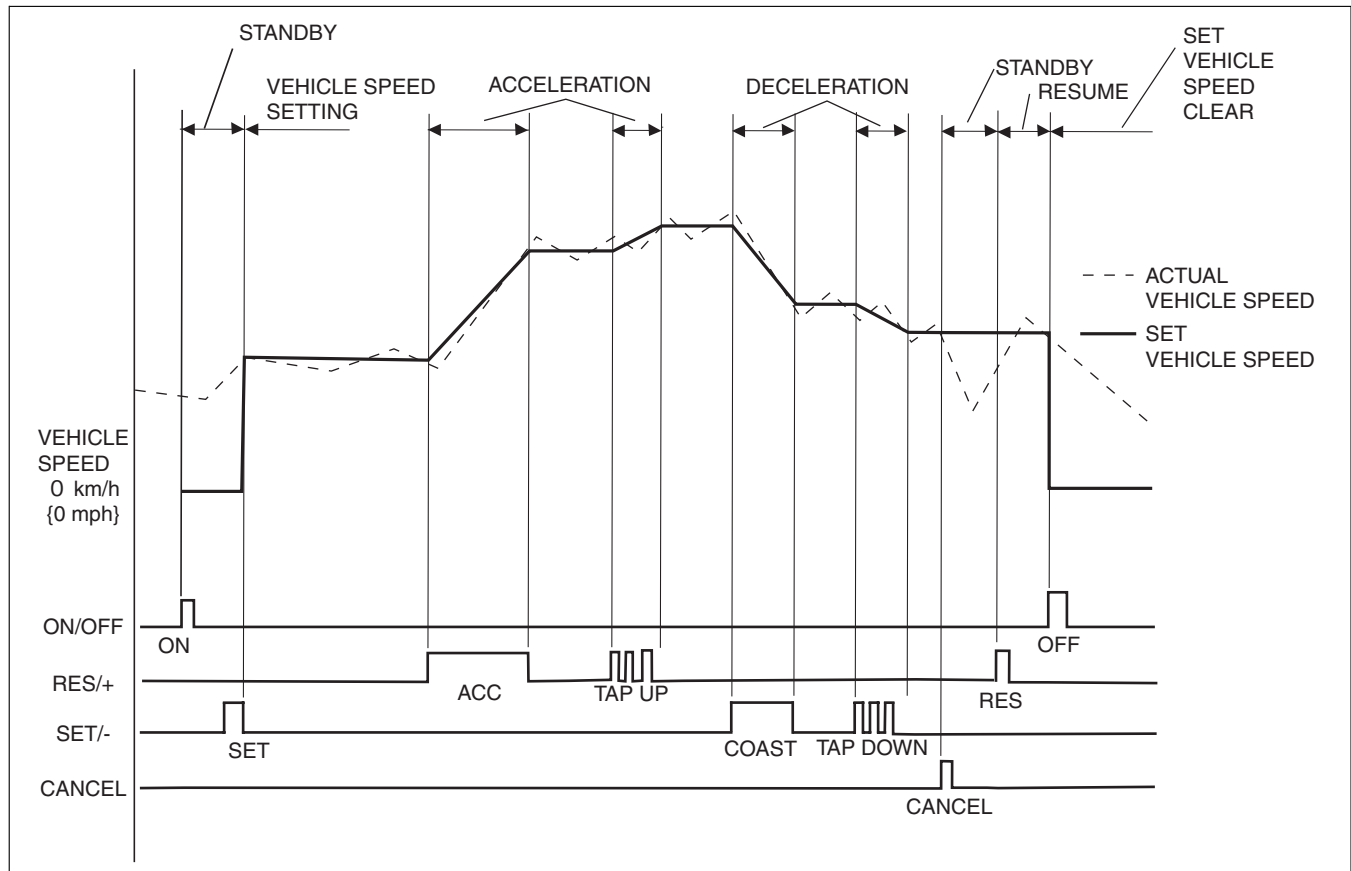 STANDBY
VEHICLE SPEED
SETTING
ACCELERATION
DECELERATION
STANDBY
RESUME
SET
VEHICLE
SPEED
CLEAR
ACTUAL
VEHICLE SPEED
SET
VEHICLE SPEED
VEHICLE
SPEED
0 km/h
{0 mph}
ON/OFF
ON
OFF
RES/+
ACC
TAP UP
RES
SET/-
SET
COAST
TAP DOWN
CANCEL
CANCEL